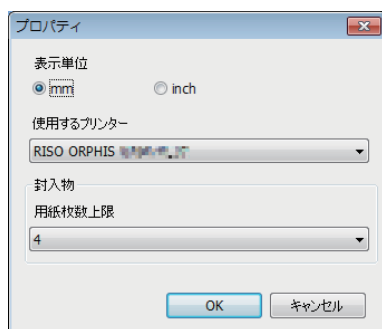 プロパティ
表示単位
mm inch
使用するプリンター
RISO ORPHIS
封入物
用紙枚数上限
4
OK キャンセル